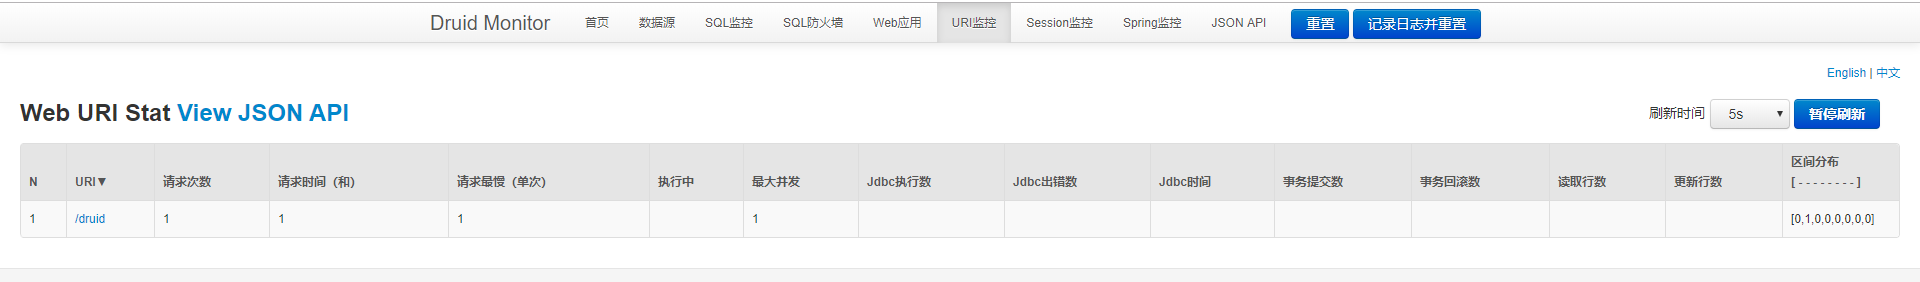 Druid Monitor 首页 数据源 SQL监控 SQL防火墙 Web应用 URI监控 Session监控 Spring监控 JSON API 重置 记录日志并重置
English | 中文
Web URI Stat View JSON API 刷新时间 5s 暂停刷新
N URI▼ 请求次数 请求时间（和） 请求最慢（单次） 执行中 最大并发 Jdbc执行数 Jdbc出错数 Jdbc时间 事务提交数 事务回滚数 读取行数 更新行数 区间分布
[ - - - - - - - - ]
1 /druid 1 1 1 1 [0,1,0,0,0,0,0,0]